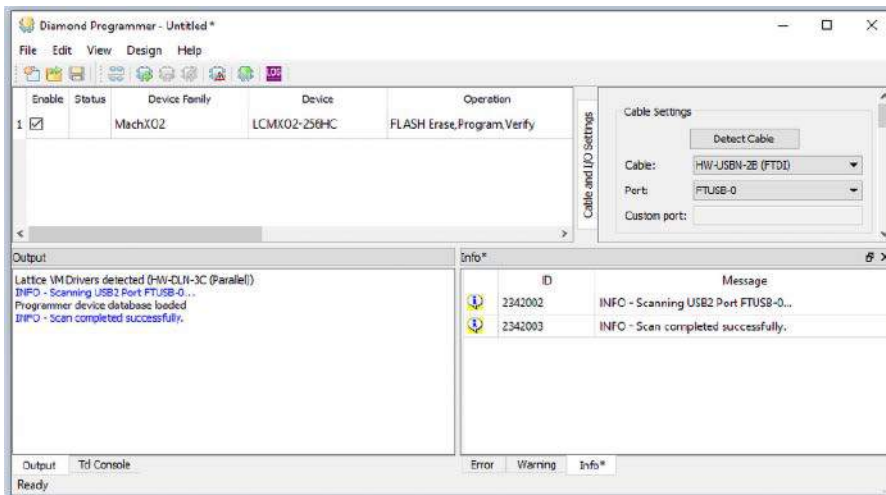 Diamond Programmer - Untitled *
File Edit View Design Help
LOG
Enable Status Device Family Device Operation
1 MachXO2 LCMXO2-256HC FLASH Erase,Program,Verify
Cable and I/O Settings
Cable Settings
Detect Cable
Cable: HW-USBN-2B (FTDI)
Port: FTUSB-0
Custom port:
Output
Lattice VM Drivers detected (HW-DLN-3C (Parallel))
INFO - Scanning USB2 Port FTUSB-0...
Programmer device database loaded
INFO - Scan completed successfully.
Output Tcl Console
Info*
ID Message
2342002 INFO - Scanning USB2 Port FTUSB-0...
2342003 INFO - Scan completed successfully.
Error Warning Info*
Ready